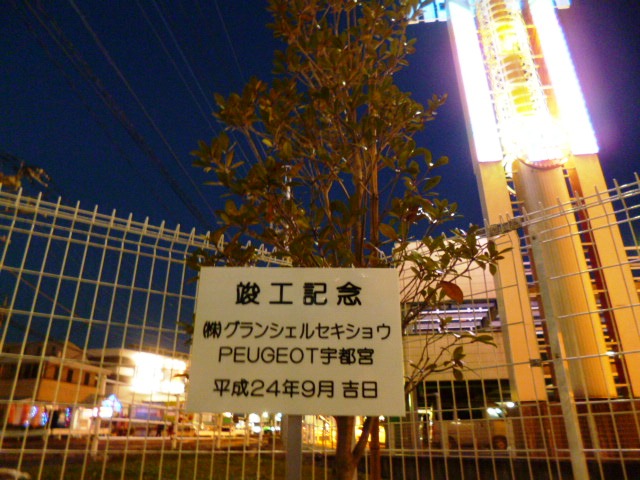 竣工記念
㈱グランシェルセキショウ
PEUGEOT宇都宮
平成24年9月 吉日